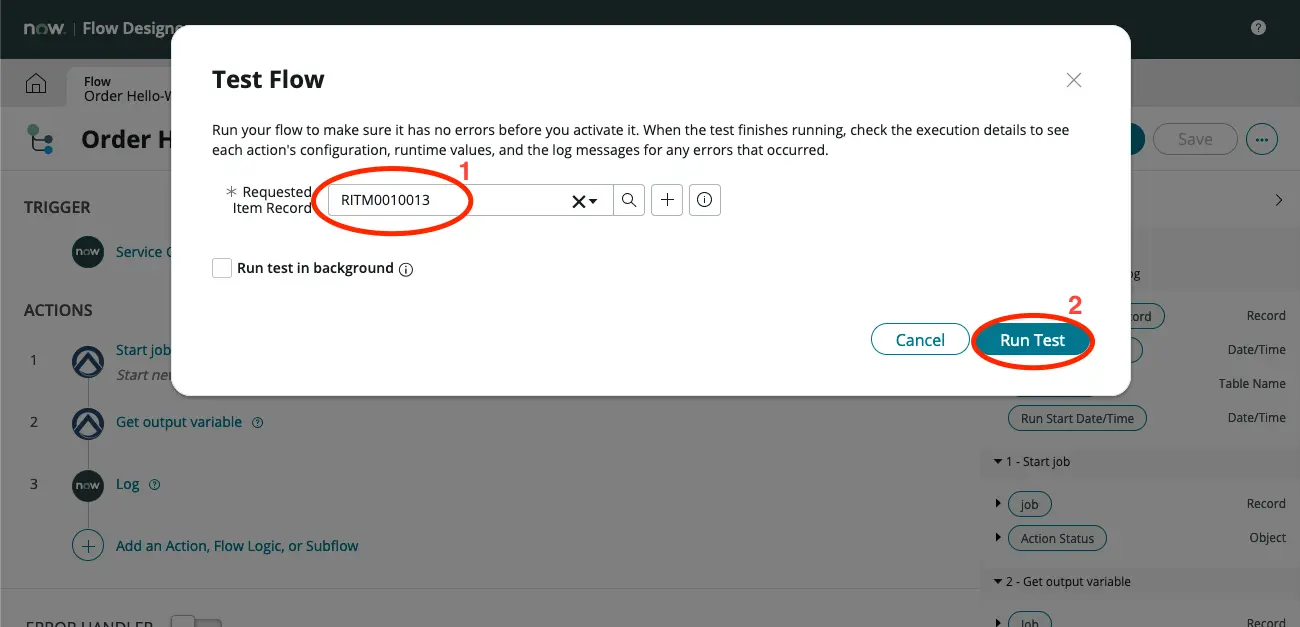 now. | Flow Designe
Flow
Order Hello-W
Order H
Save
Test Flow
Run your flow to make sure it has no errors before you activate it. When the test finishes running, check the execution details to see
each action's configuration, runtime values, and the log messages for any errors that occurred.
1
* Requested
Item Record
RITM0010013
Run test in background
2
Cancel
Run Test
TRIGGER
now
Service
ACTIONS
1
Start job
Start ne
2
Get output variable
3
now
Log
Add an Action, Flow Logic, or Subflow
ERROR HANDLER
og
ord
Record
Date/Time
Table Name
Run Start Date/Time
Date/Time
1 - Start job
job
Record
Action Status
Object
2 - Get output variable
Job
Record